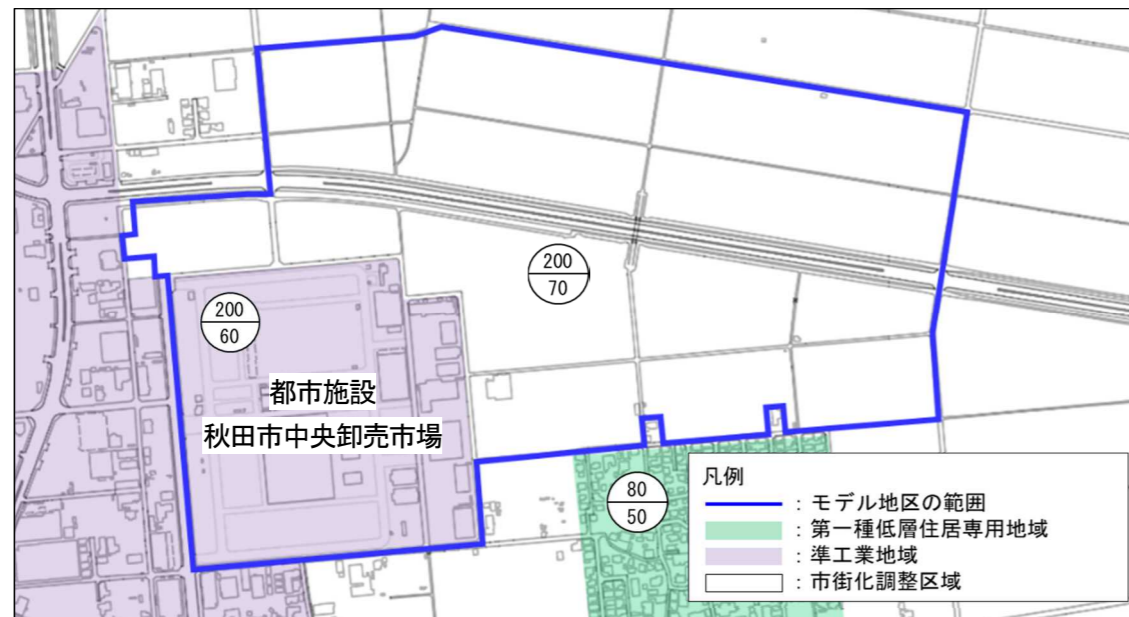 200
70
200
60
都市施設
秋田市中央卸売市場
80
50
凡例
：モデル地区の範囲
：第一種低層住居専用地域
：準工業地域
：市街化調整区域